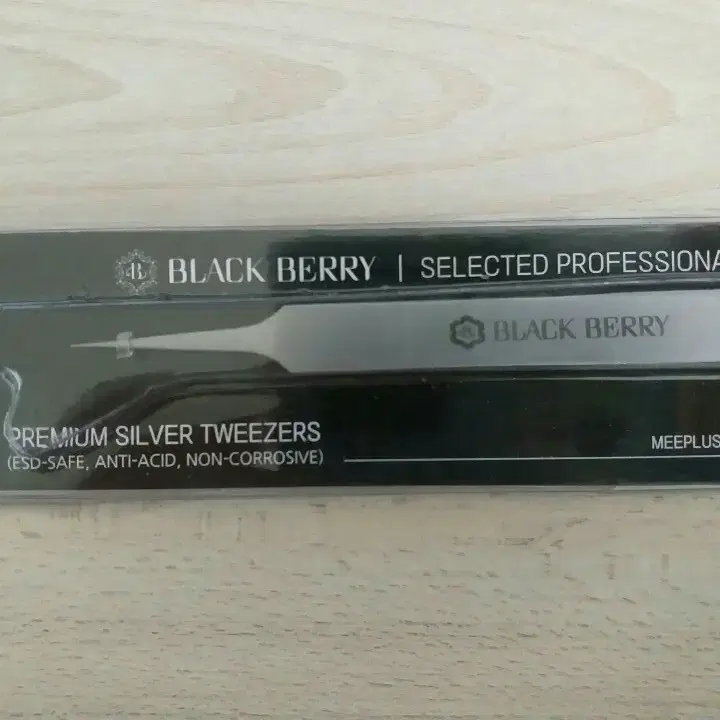 BLACK BERRY | SELECTED PROFESSIONA
BLACK BERRY
PREMIUM SILVER TWEEZERS
(ESD-SAFE, ANTI-ACID, NON-CORROSIVE)
MEEPLUS